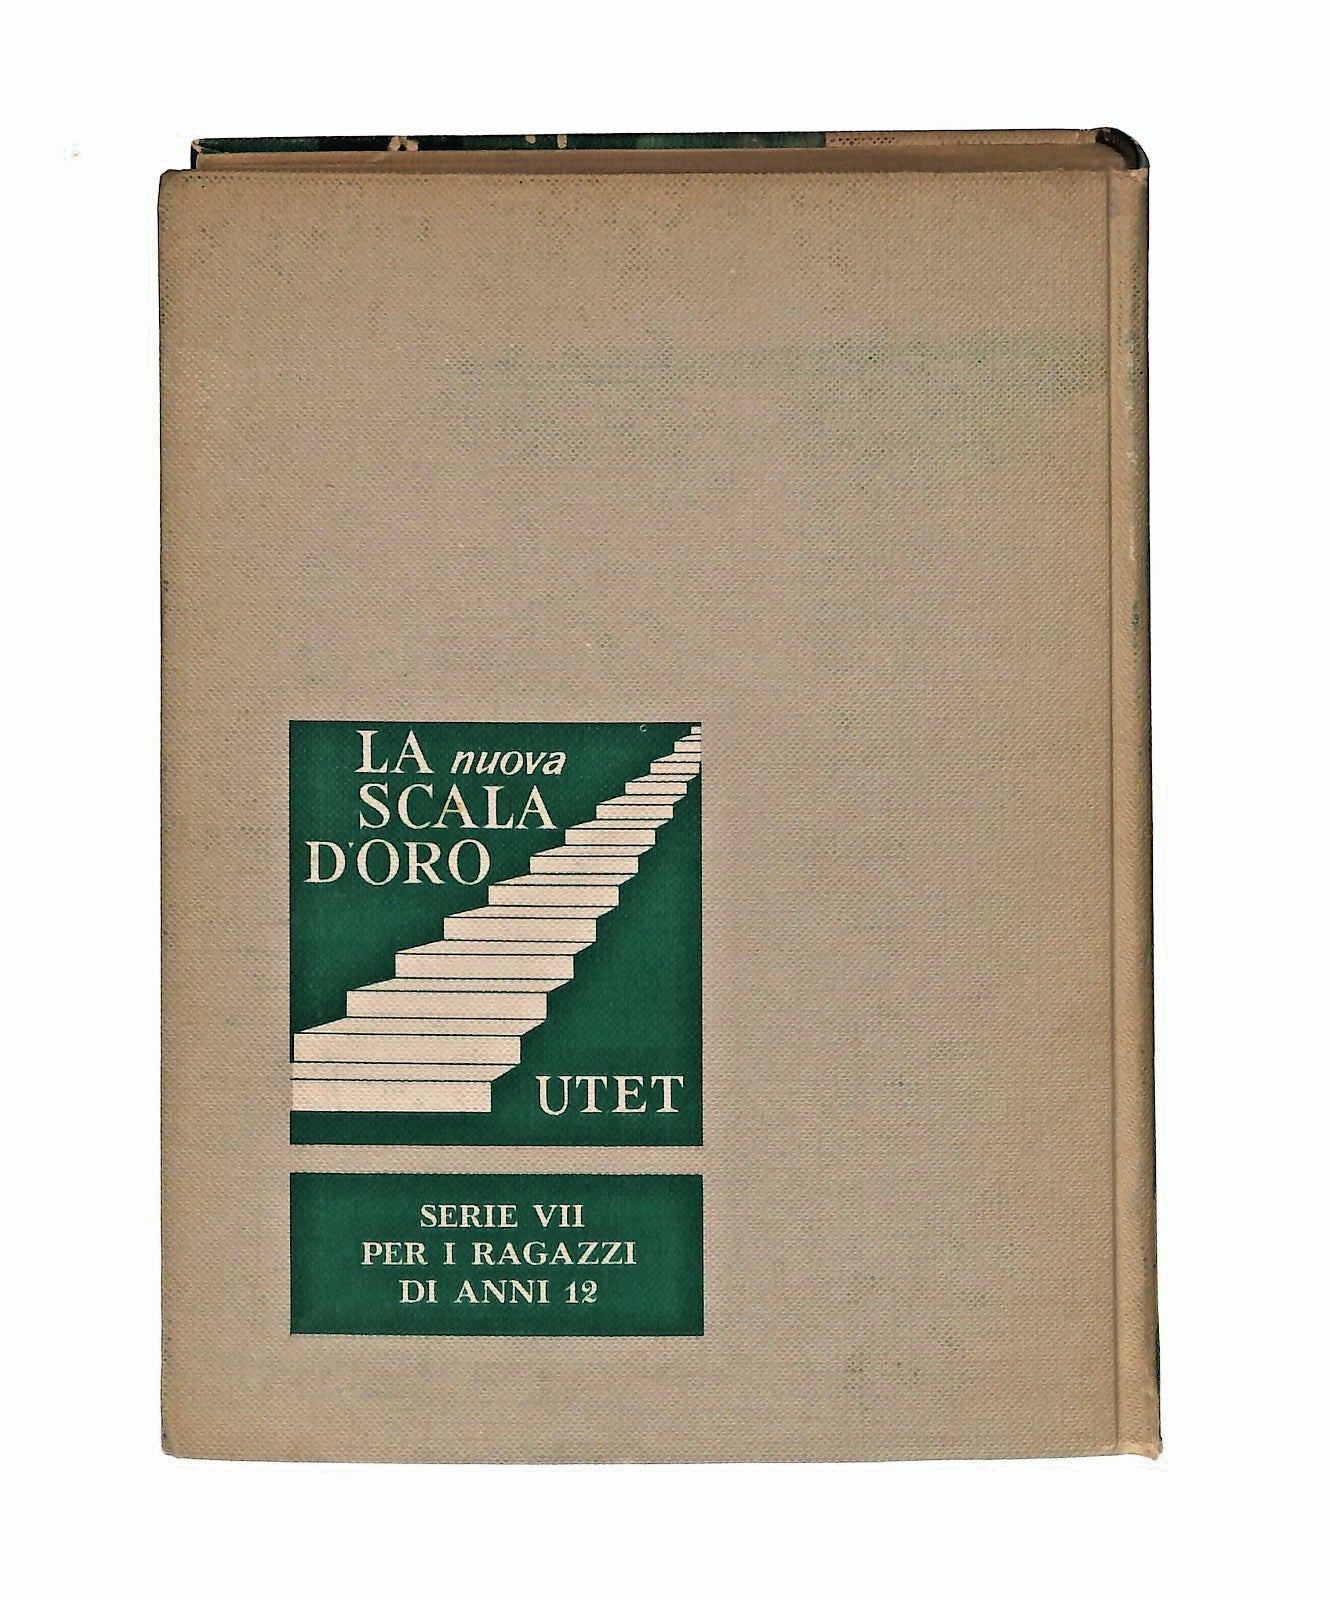 LA nuova
SCALA
D'ORO
UTET
SERIE VII
PER I RAGAZZI
DI ANNI 12